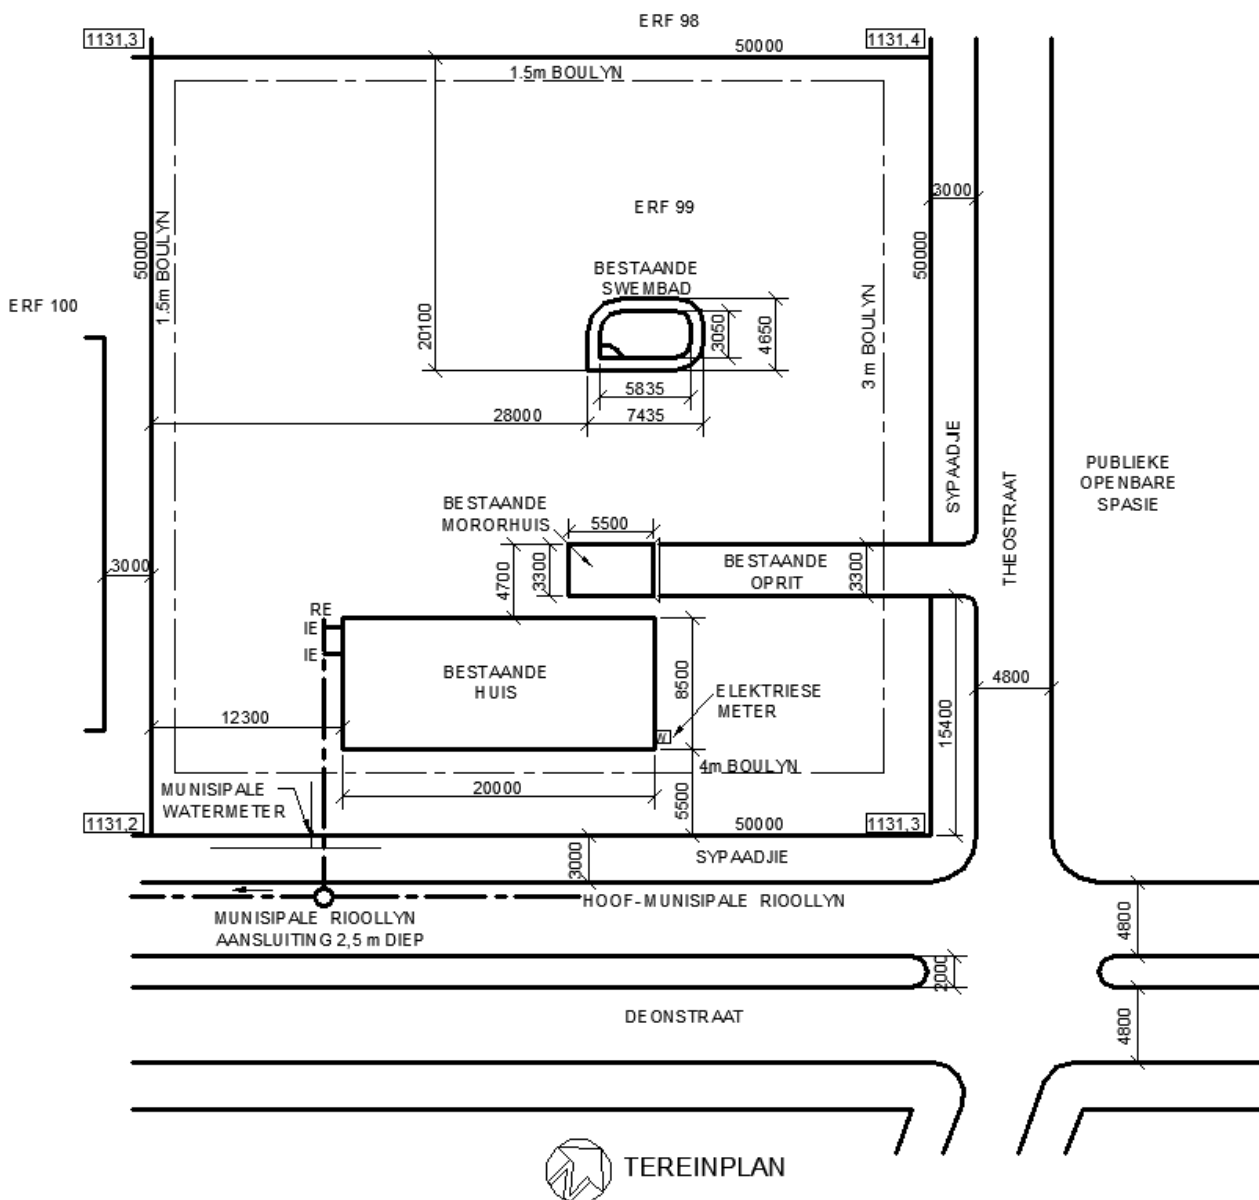 ERF 98
1131,3
50000
1131,4
1.5m BOULYN
3000
ERF 99
50000
1.5m BOULYN
50000
BESTAANDE
SWEMBAD
ERF 100
20100
3050
4650
3 m BOULYN
5835
28000
7435
SYPAADJE
PUBLIEKE
OPENBARE
SPASIE
BESTAANDE
MORORHUIS
5500
THEOSTRAAT
4700
3300
BESTAANDE
OPRIT
3300
3000
RE
IE
IE
BESTAANDE
HUIS
8500
ELEKTRIESE
METER
4800
12300
15400
4m BOULYN
20000
5500
MUNISIPALE
WATERMETER
1131,2
50000
1131,3
3000
SYPAADJIE
HOOF-MUNISIPALE RIOOLLYN
MUNISIPALE RIOOLLYN
AANSLUITING 2,5 m DIEP
4800
2000
DEONSTRAAT
4800
TEREINPLAN